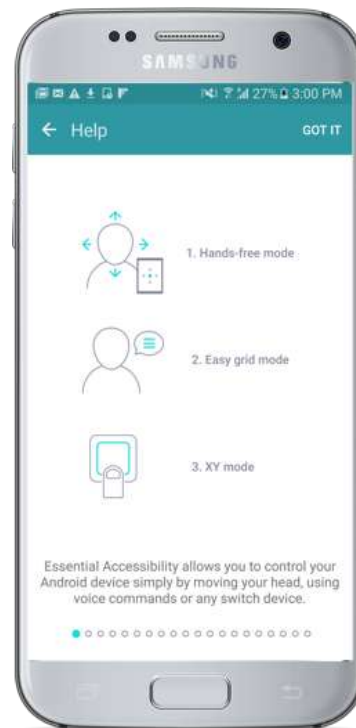 SAMSUNG
27% 3:00 PM
Help
GOT IT
1. Hands-free mode
2. Easy grid mode
3. XY mode
Essential Accessibility allows you to control your
Android device simply by moving your head, using
voice commands or any switch device.